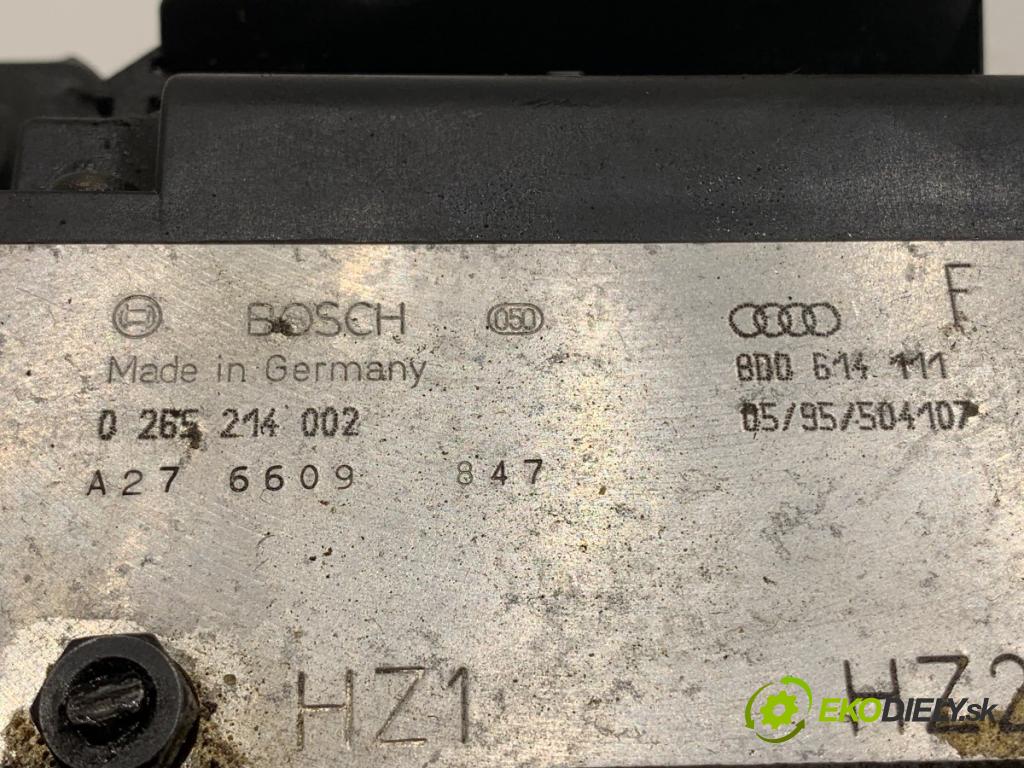 BOSCH 050
Made in Germany
0 265 214 002
A27 6609 847
F
8D0 614 111
05/95/504107
HZ1
HZ2
EKODIELY.sk